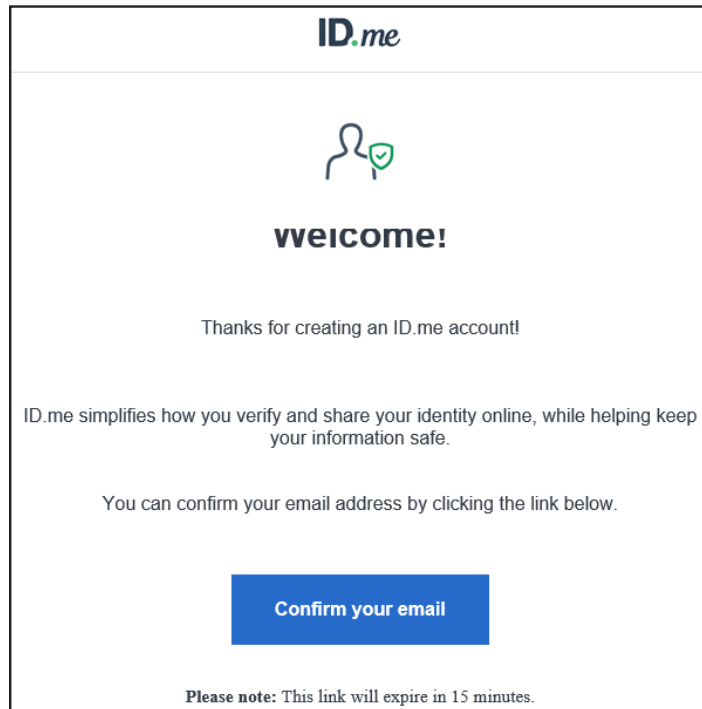 ID.me
Welcome!
Thanks for creating an ID.me account!
ID.me simplifies how you verify and share your identity online, while helping keep
your information safe.
You can confirm your email address by clicking the link below.
Confirm your email
Please note: This link will expire in 15 minutes.